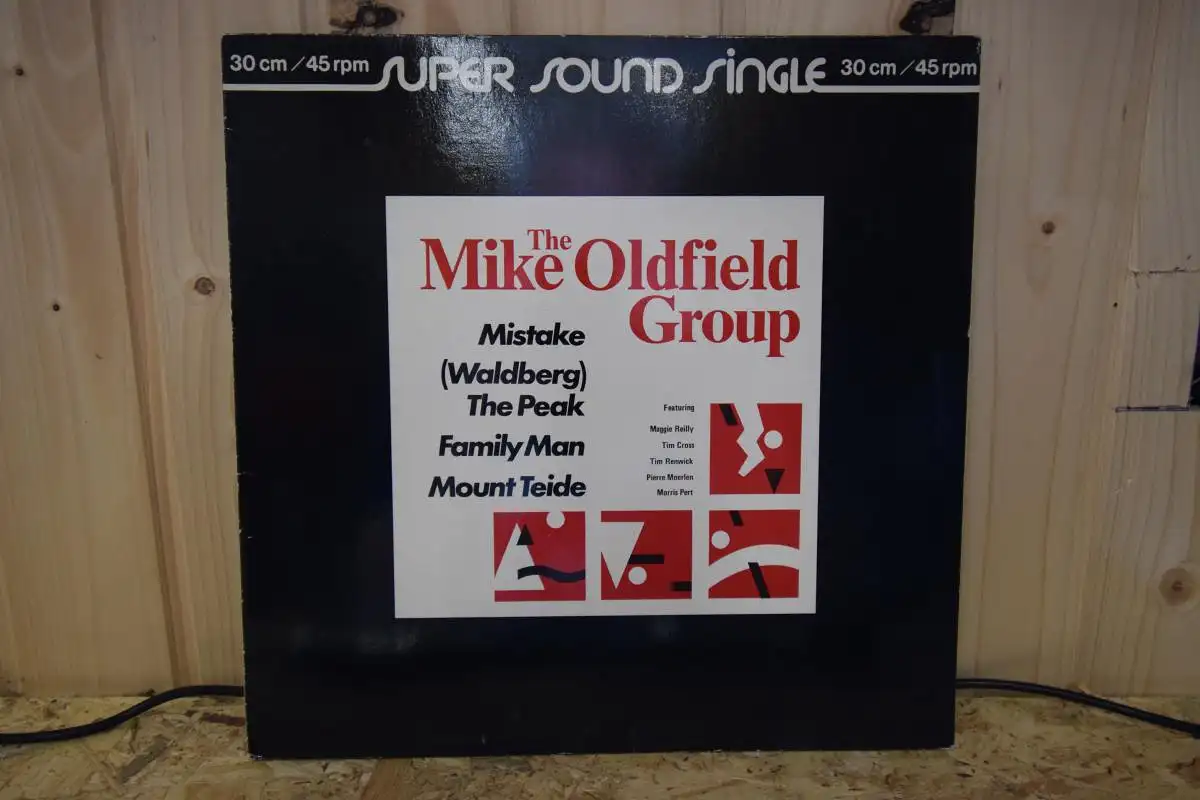 30 cm / 45 rpm SUPER SOUND SINGLE 30 cm / 45 rpm
The
Mike Oldfield
Group
Mistake
(Waldberg)
The Peak
Family Man
Mount Teide
Featuring
Maggie Reilly
Tim Cross
Tim Renwick
Pierre Moerlen
Morris Pert